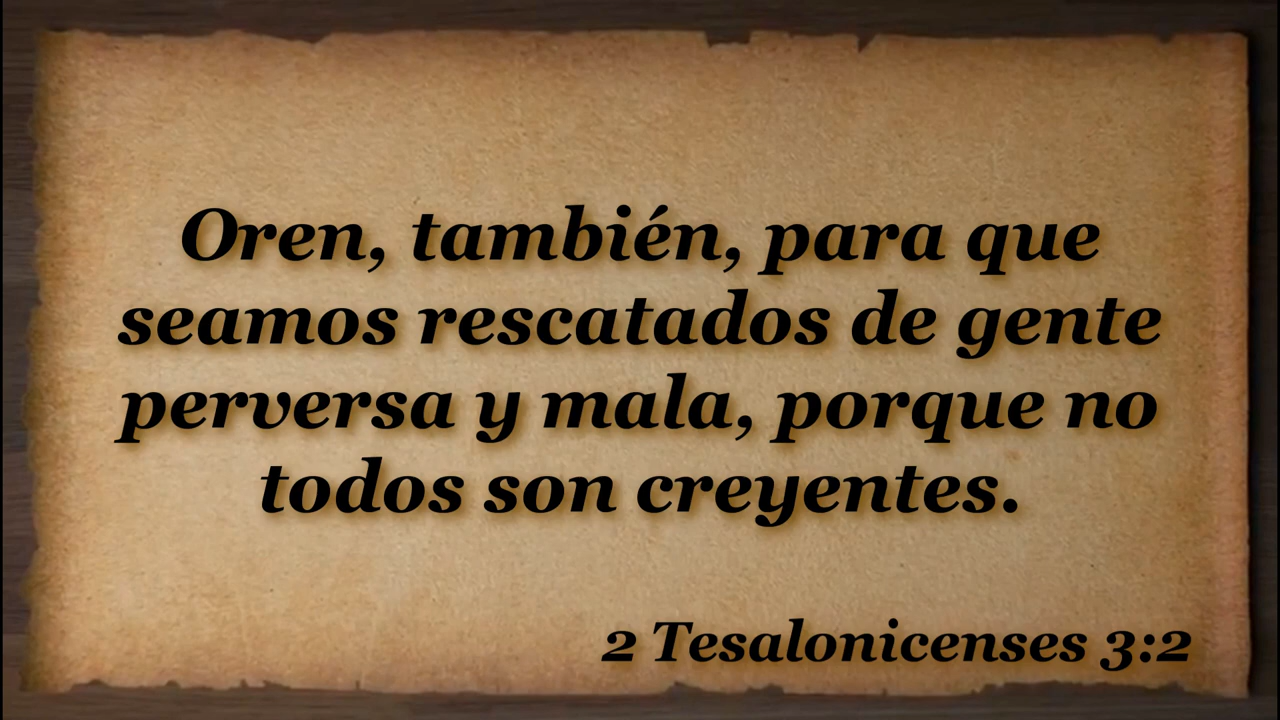 Oren, también, para que
seamos rescatados de gente
perversa y mala, porque no
todos son creyentes.
2 Tesalonicenses 3:2